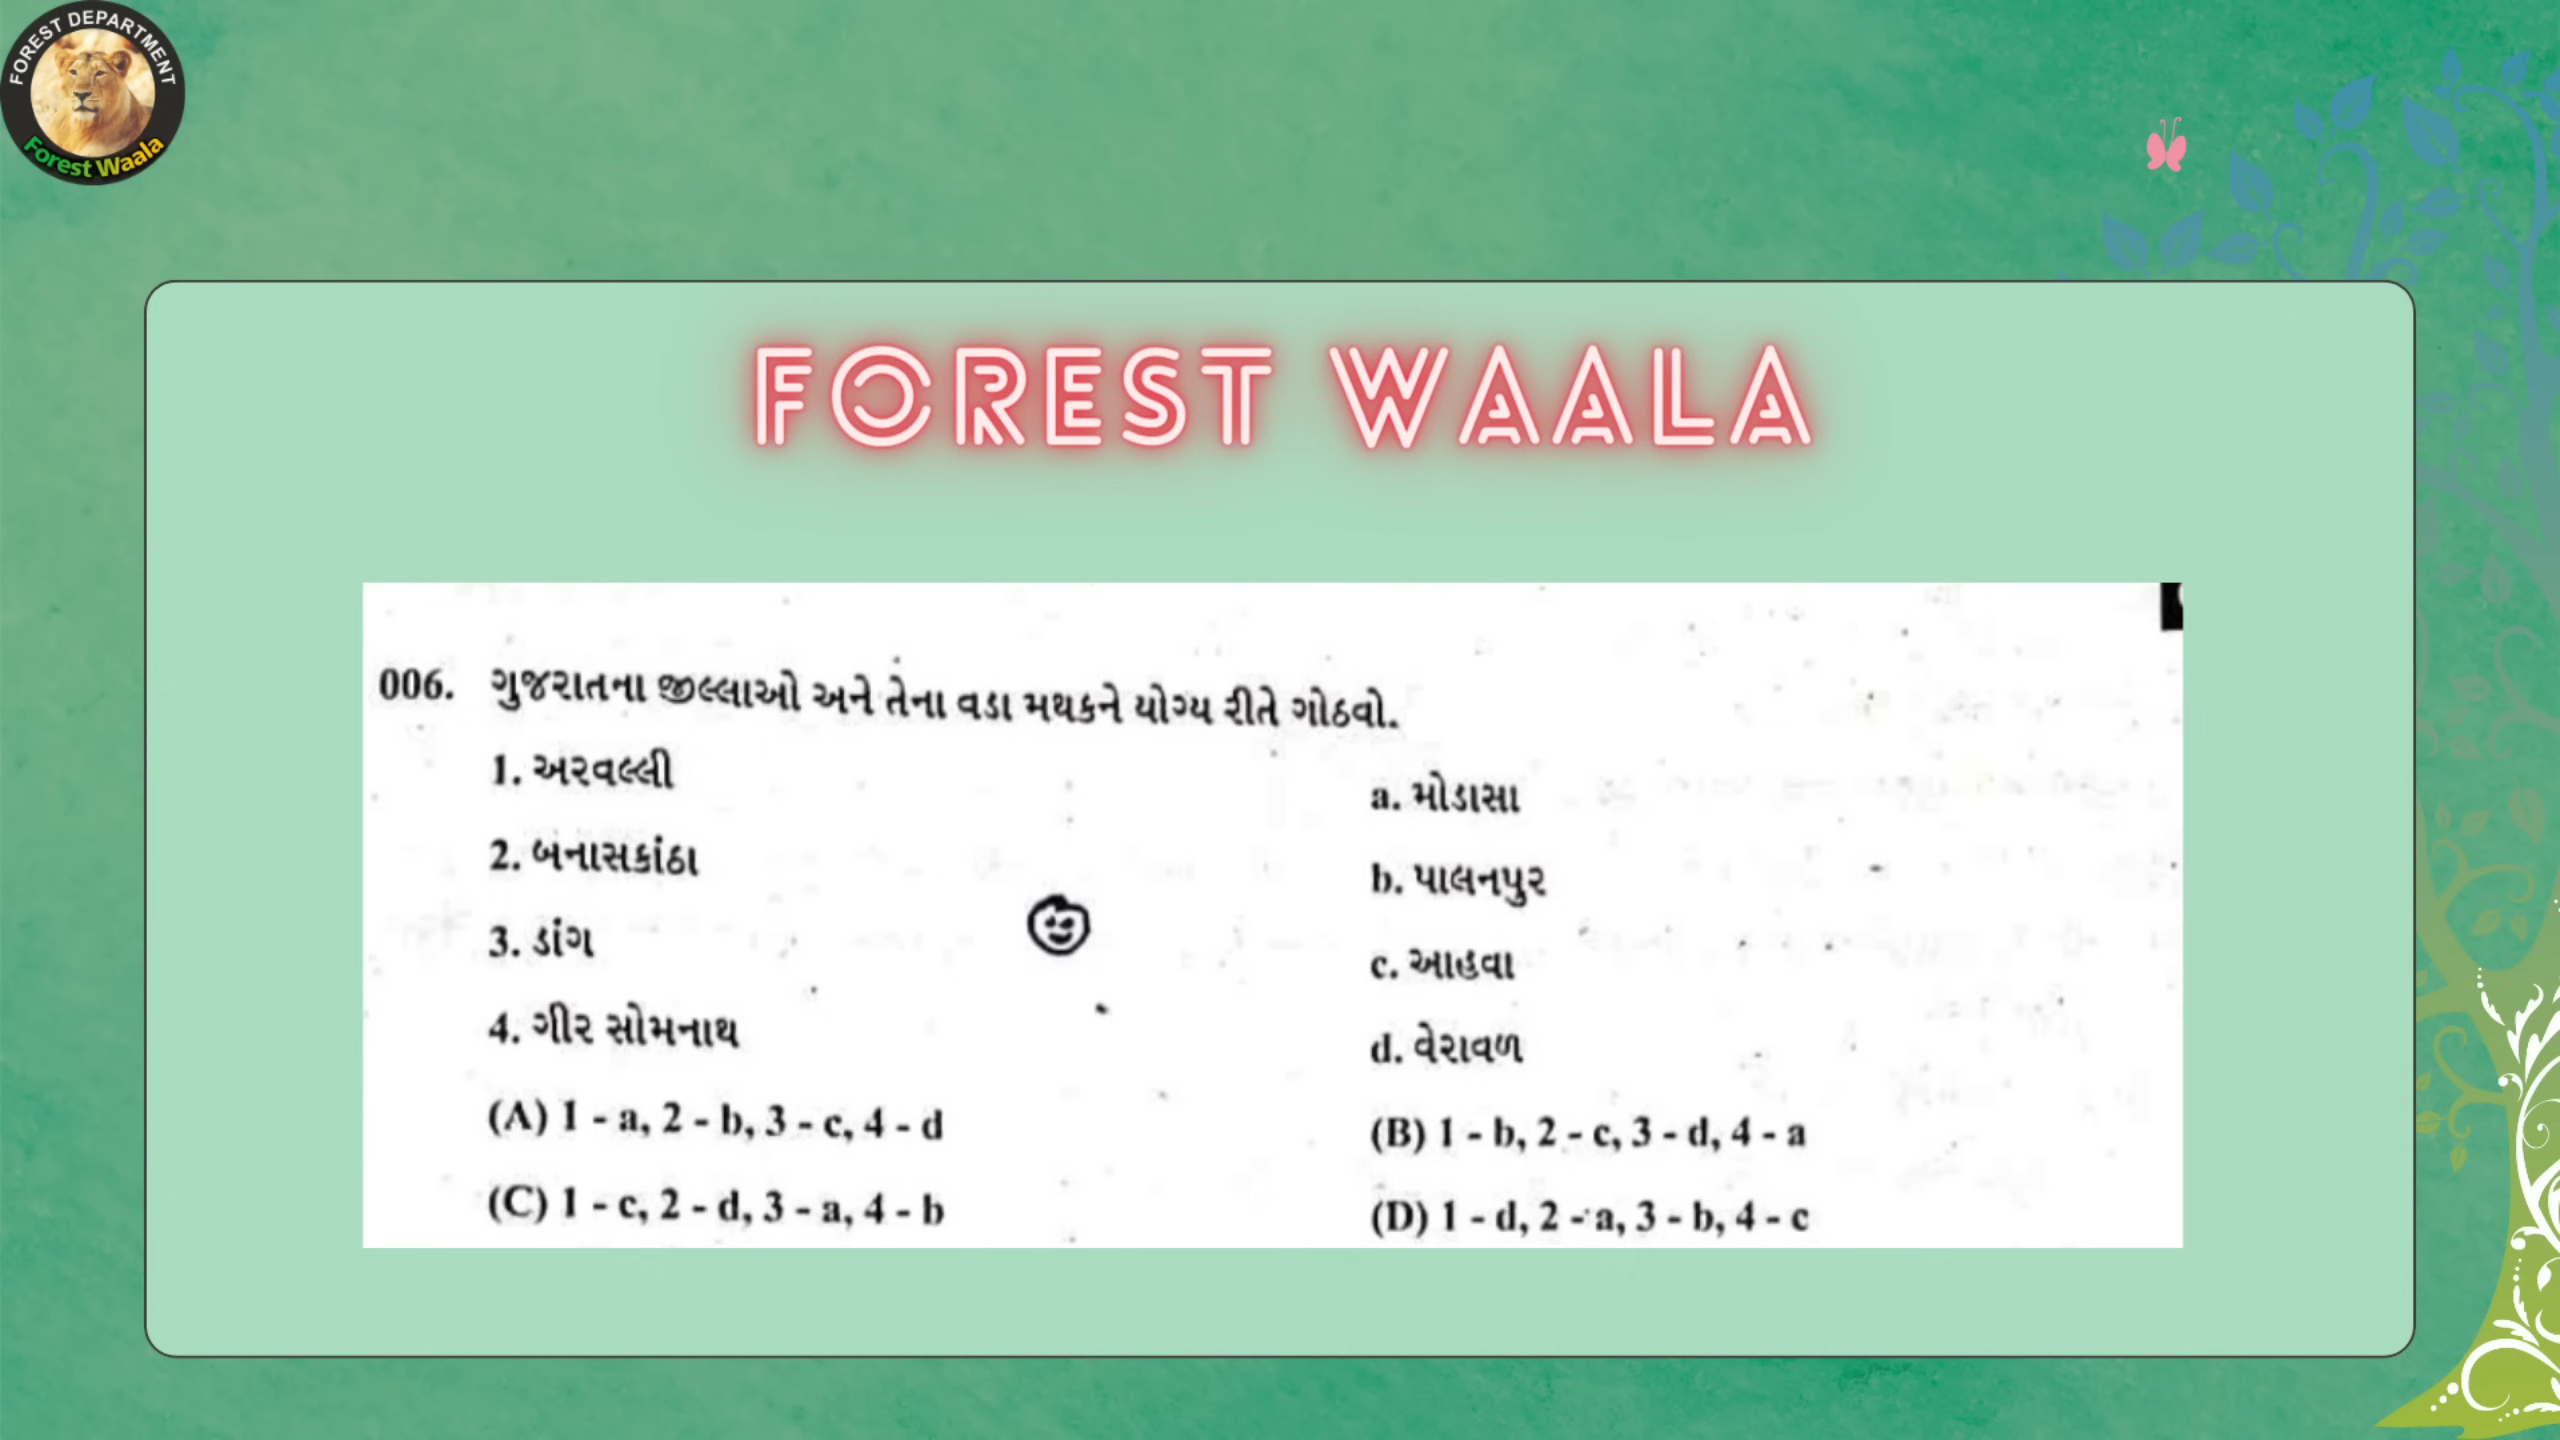 FOREST DEPARTMENT
Forest Waala
FOREST WAALA
006. ગુજરાતના જીલ્લાઓ અને તેના વડા મથકને યોગ્ય રીતે ગોઠવો.
1. અરવલ્લી
a. મોડાસા
2. બનાસકાંઠા
b. પાલનપુર
3. ડાંગ
c. આહવા
4. ગીર સોમનાથ
d. વેરાવળ
(A) 1 - a, 2 - b, 3 - c, 4 - d
(B) 1 - b, 2 - c, 3 - d, 4 - a
(C) 1 - c, 2 - d, 3 - a, 4 - b
(D) 1 - d, 2 - a, 3 - b, 4 - c